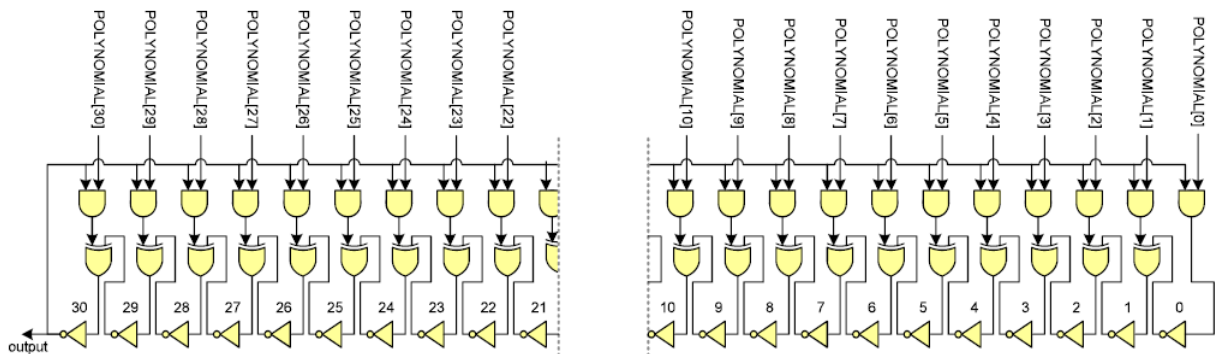 POLYNOMIAL[30]
POLYNOMIAL[29]
POLYNOMIAL[28]
POLYNOMIAL[27]
POLYNOMIAL[26]
POLYNOMIAL[25]
POLYNOMIAL[24]
POLYNOMIAL[23]
POLYNOMIAL[22]
POLYNOMIAL[10]
POLYNOMIAL[9]
POLYNOMIAL[8]
POLYNOMIAL[7]
POLYNOMIAL[6]
POLYNOMIAL[5]
POLYNOMIAL[4]
POLYNOMIAL[3]
POLYNOMIAL[2]
POLYNOMIAL[1]
POLYNOMIAL[0]
30 29 28 27 26 25 24 23 22 21 10 9 8 7 6 5 4 3 2 1 0
output